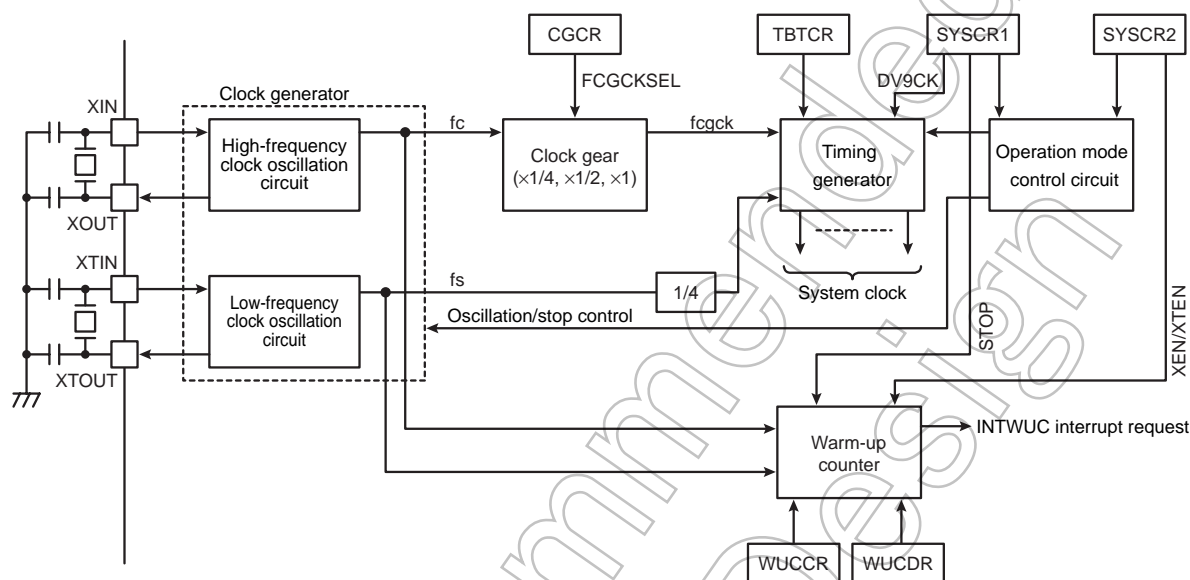 CGCR
TBTCR
SYSCR1
SYSCR2
FCGCKSEL
DV9CK
XIN
Clock generator
High-frequency
clock oscillation
circuit
fc
Clock gear
(×1/4, ×1/2, ×1)
fcgck
Timing
generator
Operation mode
control circuit
XOUT
XTIN
Low-frequency
clock oscillation
circuit
fs
1/4
System clock
Oscillation/stop control
STOP
XEN/XTEN
XTOUT
Warm-up
counter
INTWUC interrupt request
WUCCR
WUCDR